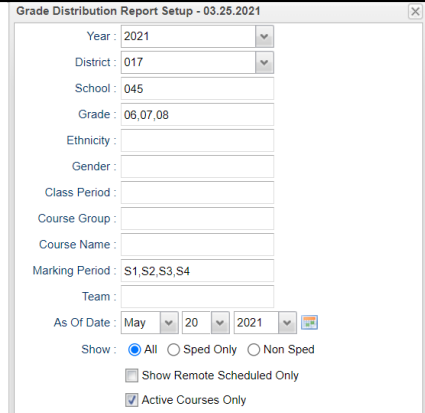 Grade Distribution Report Setup - 03.25.2021
Year : 2021
District : 017
School : 045
Grade : 06,07,08
Ethnicity :
Gender :
Class Period :
Course Group :
Course Name :
Marking Period : S1,S2,S3,S4
Team :
As Of Date : May 20 2021
Show : All Sped Only Non Sped
Show Remote Scheduled Only
Active Courses Only